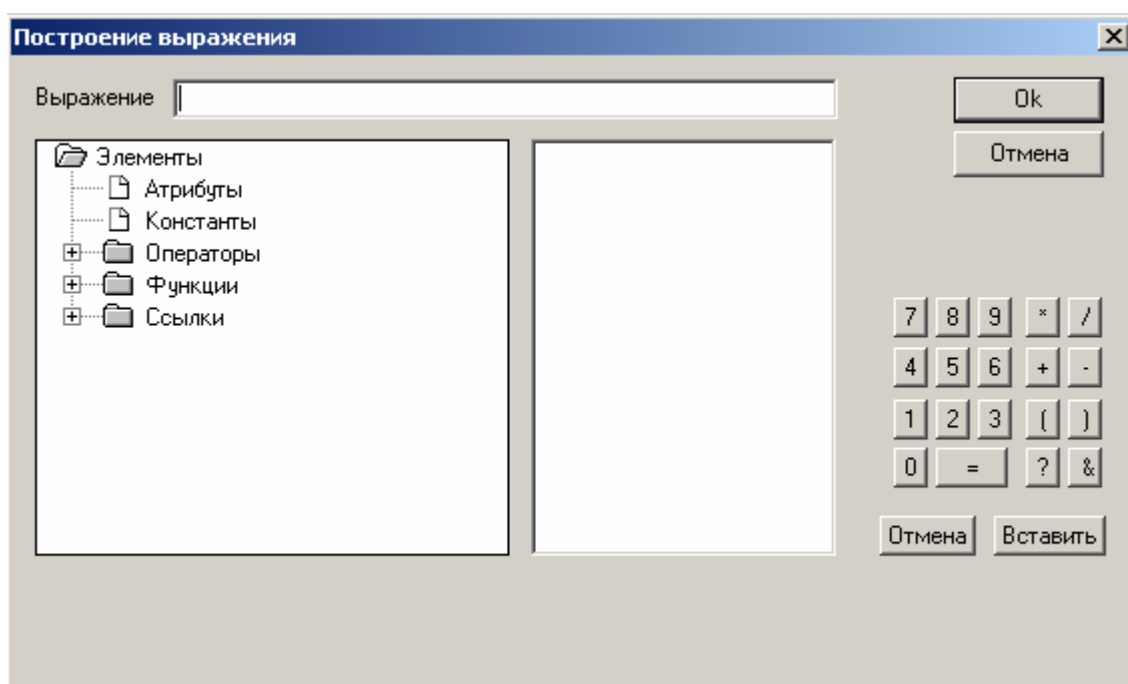 Построение выражения
Выражение
Ok
Отмена
Элементы
Атрибуты
Константы
Операторы
Функции
Ссылки
7 8 9 * /
4 5 6 + -
1 2 3 ( )
0 = ? &
Отмена Вставить